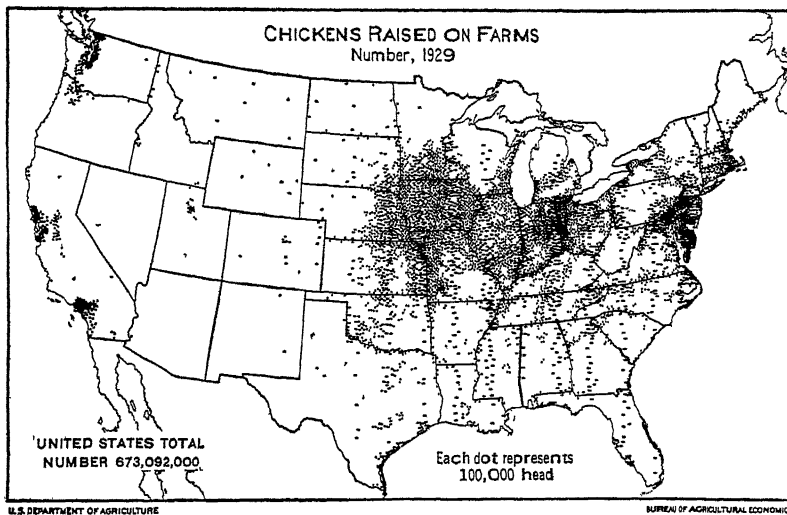 CHICKENS RAISED ON FARMS
Number, 1929
UNITED STATES TOTAL
NUMBER 673,092,000
Each dot represents
100,000 head
U.S. DEPARTMENT OF AGRICULTURE
BUREAU OF AGRICULTURAL ECONOMIC